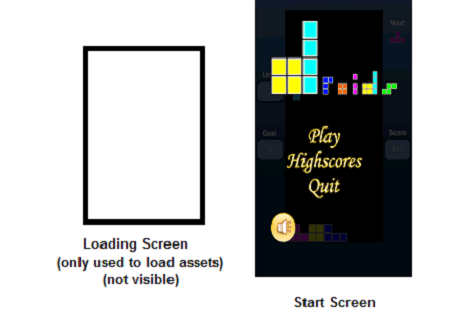 Loading Screen
(only used to load assets)
(not visible)
Next
Goal
Score
Play
Highscores
Quit
Start Screen